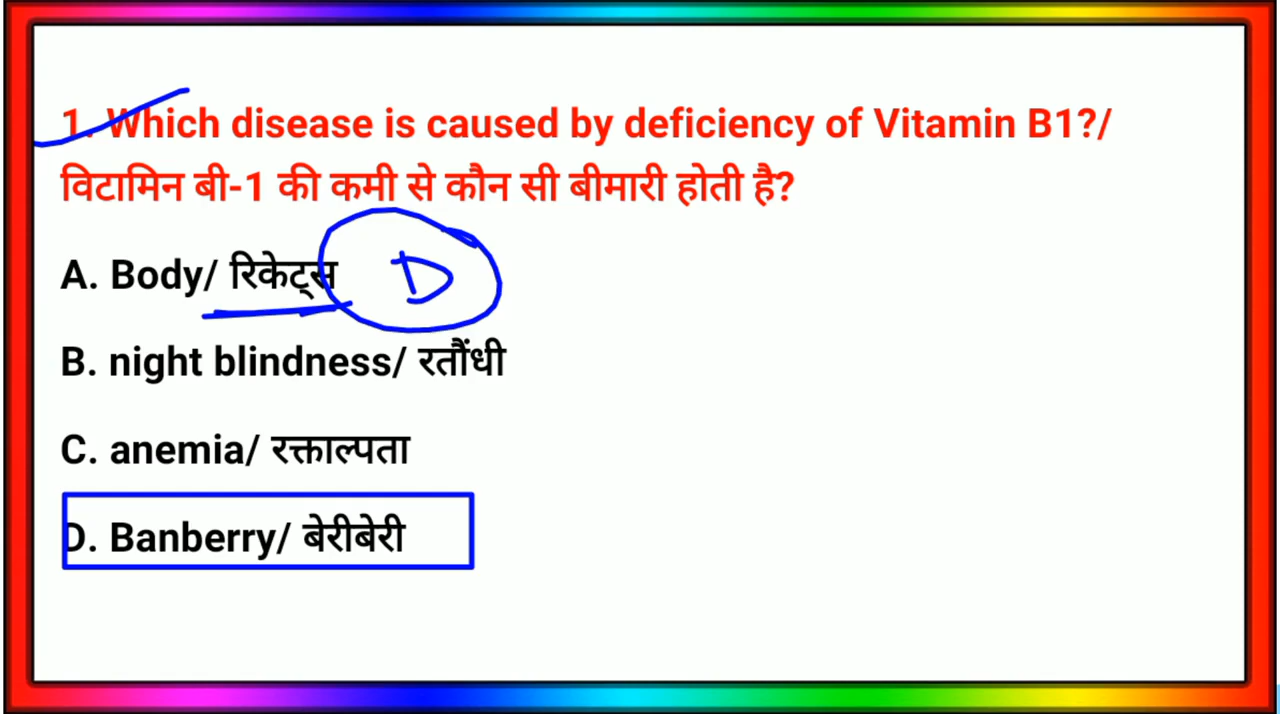 1. Which disease is caused by deficiency of Vitamin B1?/
विटामिन बी-1 की कमी से कौन सी बीमारी होती है?
A. Body/ रिकेट्स
D
B. night blindness/ रतौंधी
C. anemia/ रक्ताल्पता
D. Banberry/ बेरीबेरी